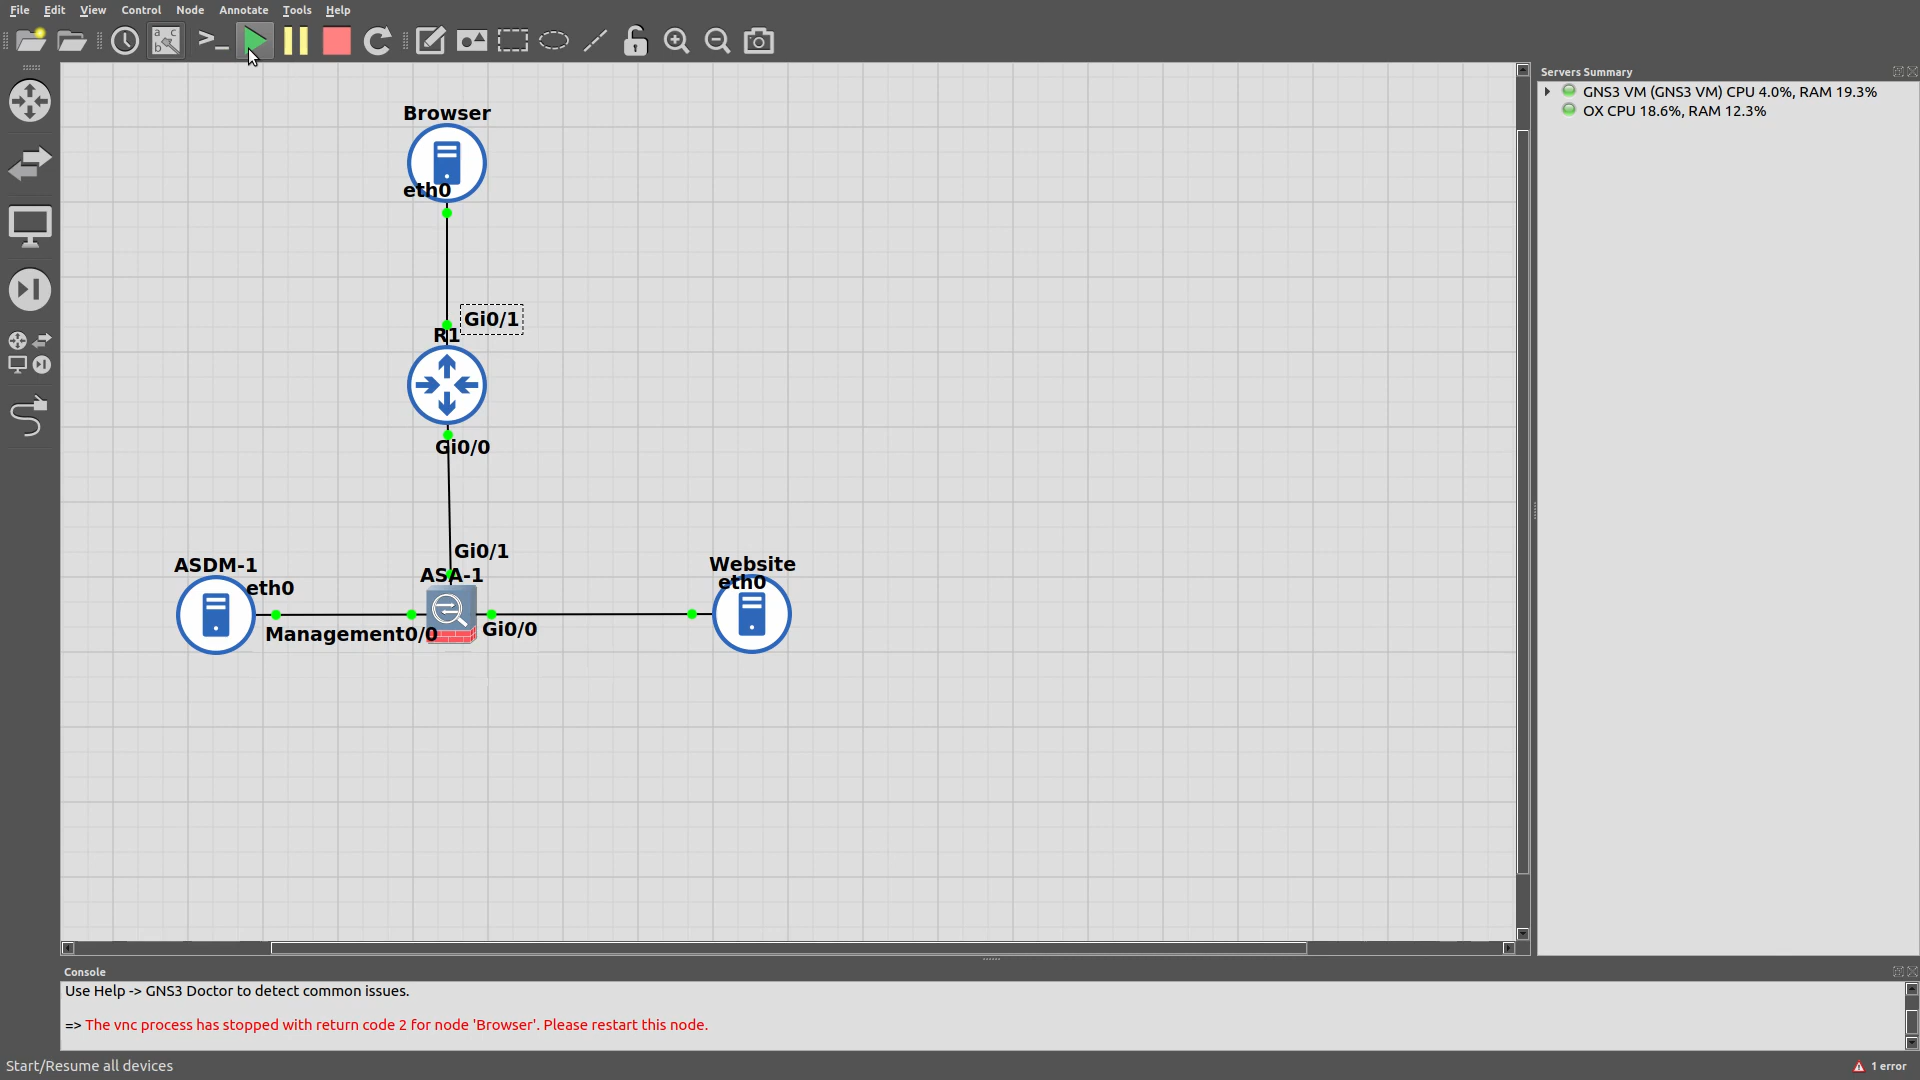 File Edit View Control Node Annotate Tools Help
a c
b
Servers Summary
GNS3 VM (GNS3 VM) CPU 4.0%, RAM 19.3%
OX CPU 18.6%, RAM 12.3%
Browser
eth0
Gi0/1
R1
Gi0/0
Gi0/1
ASDM-1
ASA-1
Website
eth0
eth0
Management0/0
Gi0/0
Console
Use Help -> GNS3 Doctor to detect common issues.
=> The vnc process has stopped with return code 2 for node 'Browser'. Please restart this node.
Start/Resume all devices
1 error